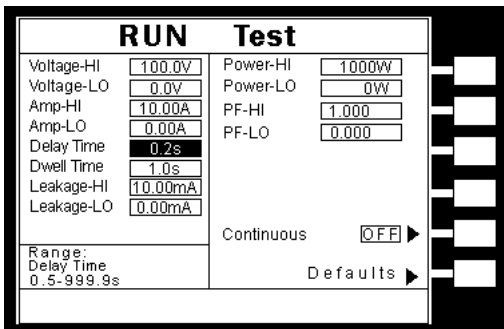 RUN Test
Voltage-HI 100.0V
Voltage-LO 0.0V
Amp-HI 10.00A
Amp-LO 0.00A
Delay Time 0.2s
Dwell Time 1.0s
Leakage-HI 10.00mA
Leakage-LO 0.00mA
Range:
Delay Time
0.5-999.9s
Power-HI 1000W
Power-LO 0W
PF-HI 1.000
PF-LO 0.000
Continuous OFF
Defaults